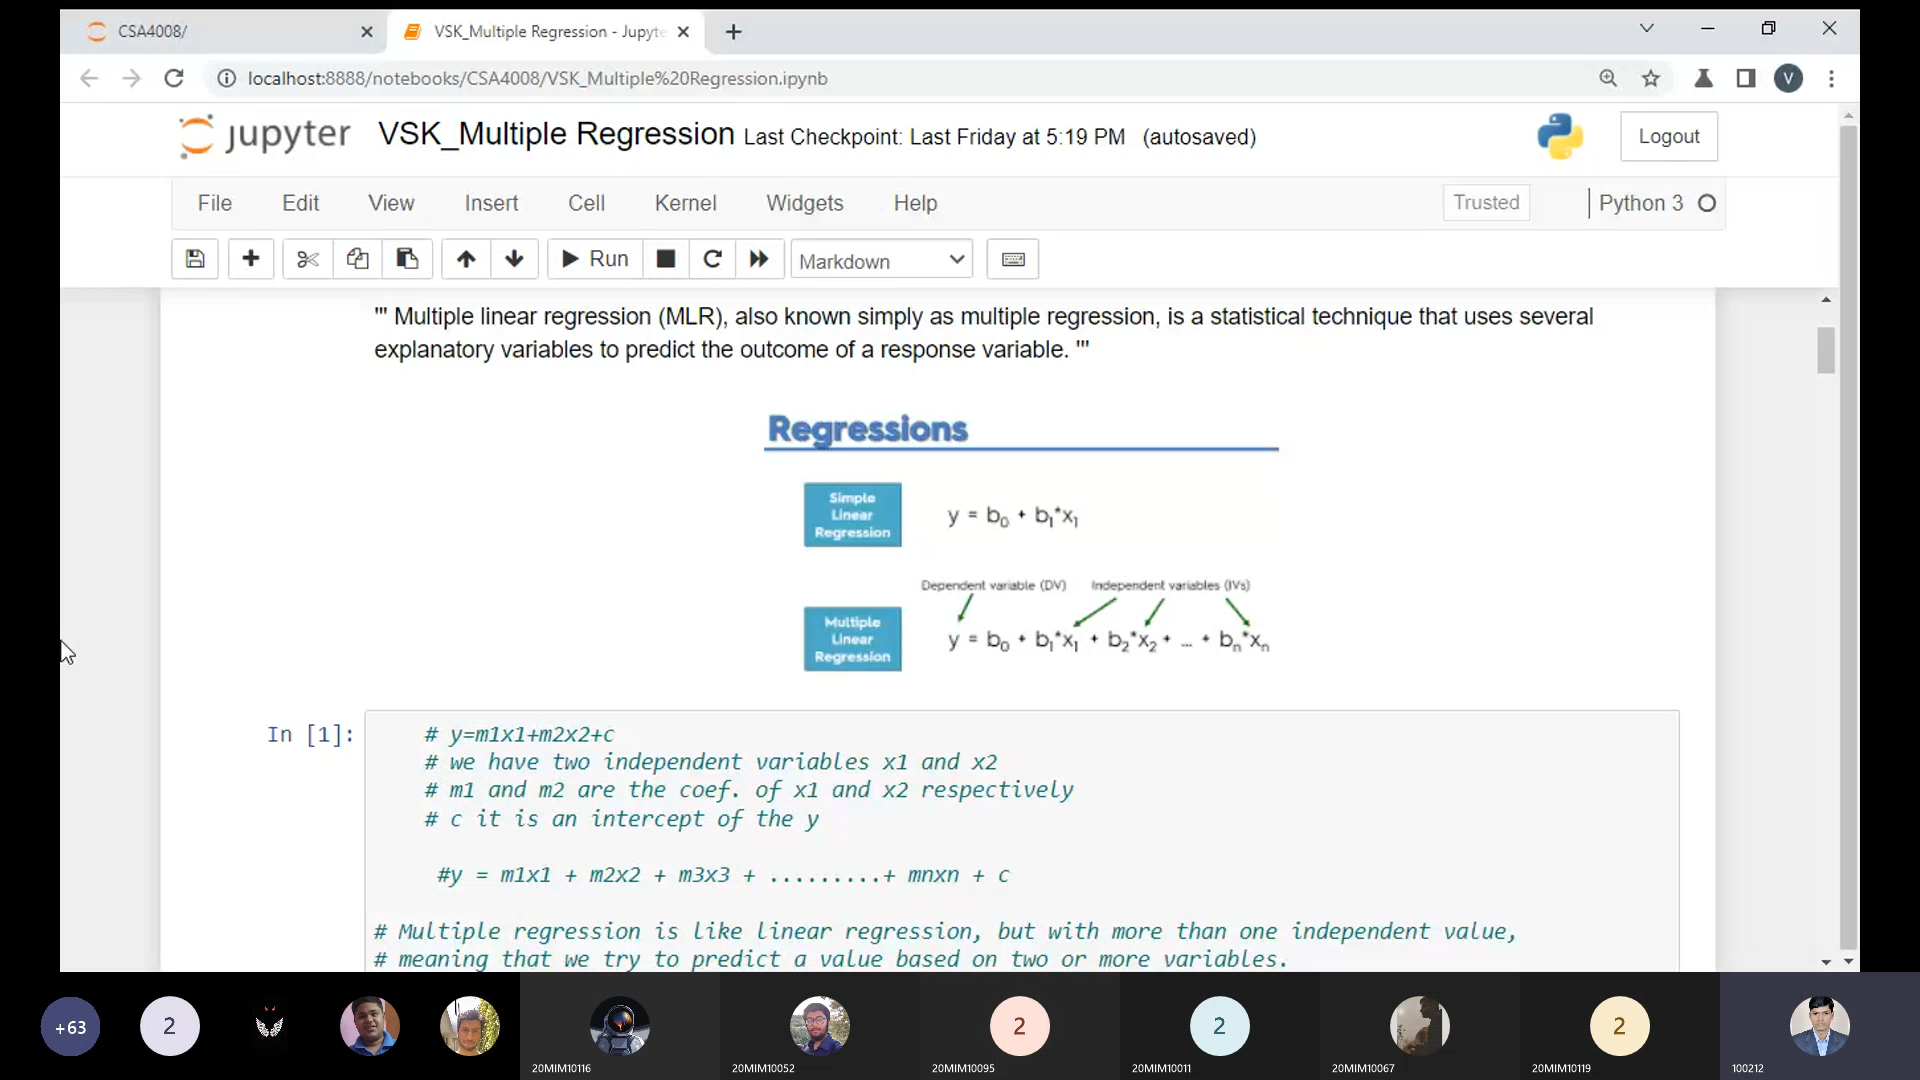 CSA4008/
VSK_Multiple Regression - Jupyte
localhost:8888/notebooks/CSA4008/VSK_Multiple%20Regression.ipynb
V
jupyter VSK_Multiple Regression Last Checkpoint: Last Friday at 5:19 PM (autosaved)
Logout
File Edit View Insert Cell Kernel Widgets Help
Trusted
Python 3
Run
Markdown
''' Multiple linear regression (MLR), also known simply as multiple regression, is a statistical technique that uses several
explanatory variables to predict the outcome of a response variable. '''
Regressions
Simple
Linear
Regression
y = b0 + b1*x1
Dependent variable (DV) Independent variables (IVs)
Multiple
Linear
Regression
y = b0 + b1*x1 + b2*x2 + ... + bn*xn
In [1]:
# y=m1x1+m2x2+c
# we have two independent variables x1 and x2
# m1 and m2 are the coef. of x1 and x2 respectively
# c it is an intercept of the y
#y = m1x1 + m2x2 + m3x3 + .........+ mnxn + c
# Multiple regression is like linear regression, but with more than one independent value,
# meaning that we try to predict a value based on two or more variables.
+63
2
2
2
2
20MIM10116
20MIM10052
20MIM10095
20MIM10011
20MIM10067
20MIM10119
100212